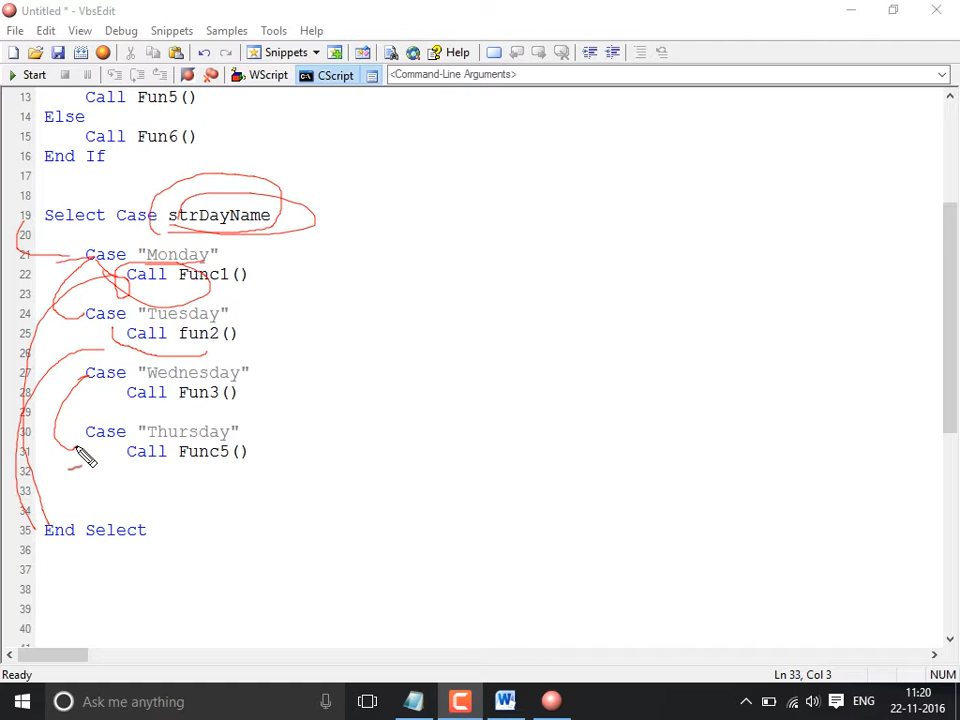 Untitled * - VbsEdit
File Edit View Debug Snippets Samples Tools Help
Snippets Help
Start WScript CScript <Command-Line Arguments>
13 Call Fun5()
14 Else
15 Call Fun6()
16 End If
17
18
19 Select Case strDayName
20
21 Case "Monday"
22 Call Func1()
23
24 Case "Tuesday"
25 Call fun2()
26
27 Case "Wednesday"
28 Call Fun3()
29
30 Case "Thursday"
31 Call Func5()
32
33
34
35 End Select
36
37
38
39
40
Ready Ln 33, Col 3 NUM
Ask me anything ENG 11:20
22-11-2016